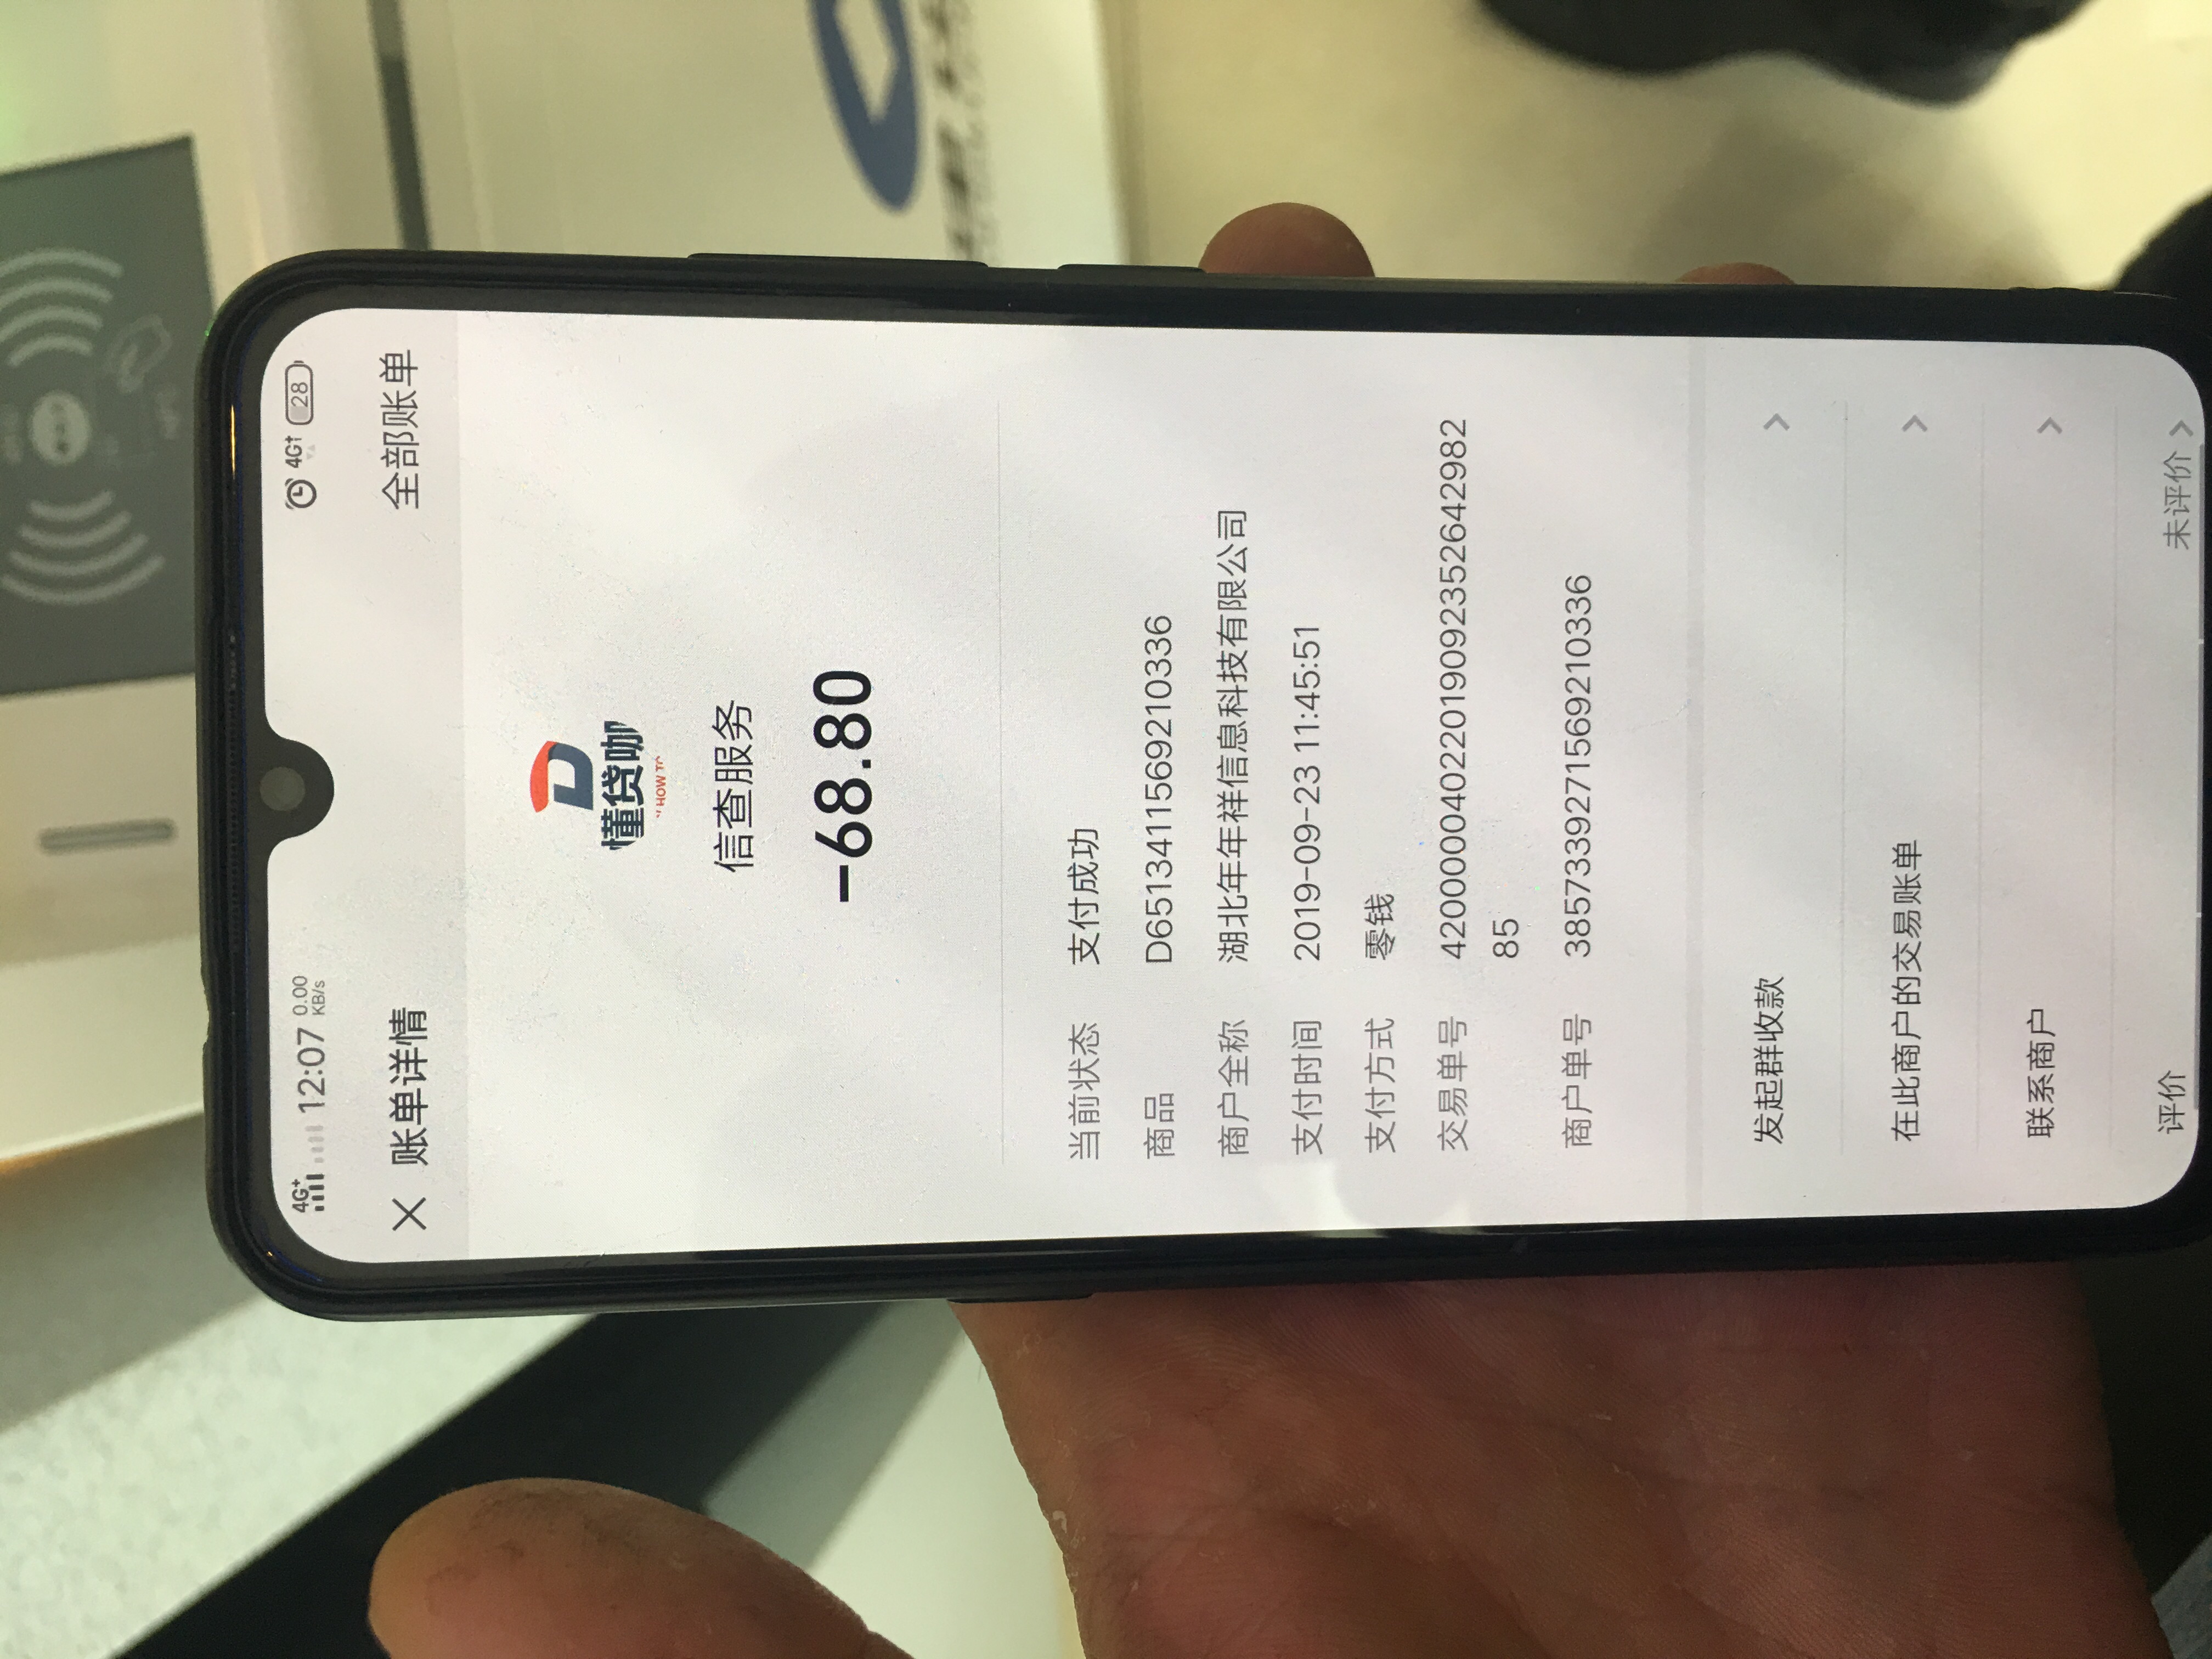 4G+ 12:07 0.00 KB/s 4G+ 28
账单详情 全部账单
D
懂贷咖
HOW TO
信查服务
-68.80
当前状态 支付成功
商品 D6513411569210336
商户全称 湖北年年祥信息科技有限公司
支付时间 2019-09-23 11:45:51
支付方式 零钱
交易单号 42000004022019092352642982
85
商户单号 3857339271569210336
发起群收款
在此商户的交易账单
联系商户
评价 未评价